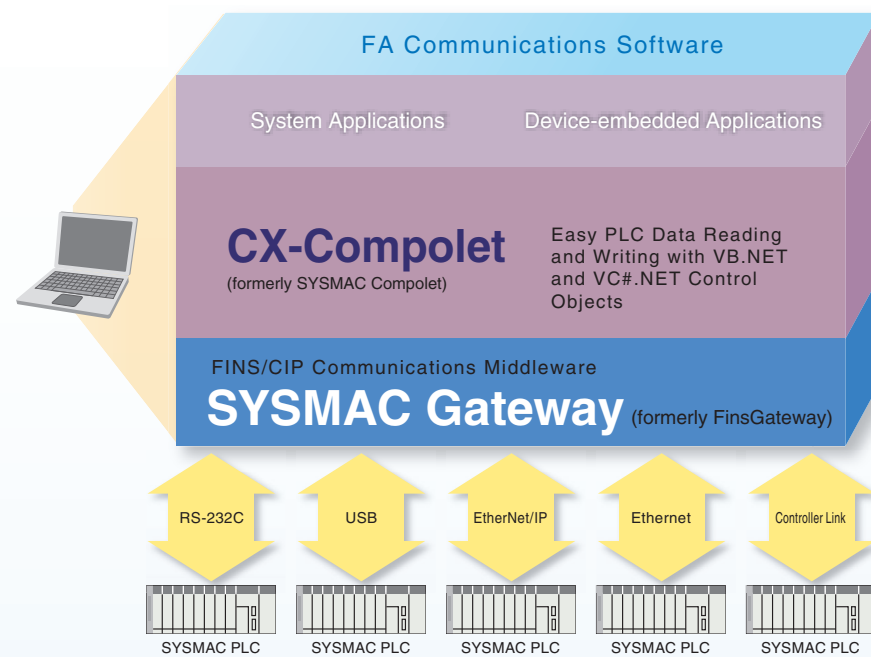 FA Communications Software
System Applications
Device-embedded Applications
CX-Compolet
(formerly SYSMAC Compolet)
Easy PLC Data Reading
and Writing with VB.NET
and VC#.NET Control
Objects
FINS/CIP Communications Middleware
SYSMAC Gateway (formerly FinsGateway)
RS-232C
USB
EtherNet/IP
Ethernet
Controller Link
SYSMAC PLC
SYSMAC PLC
SYSMAC PLC
SYSMAC PLC
SYSMAC PLC